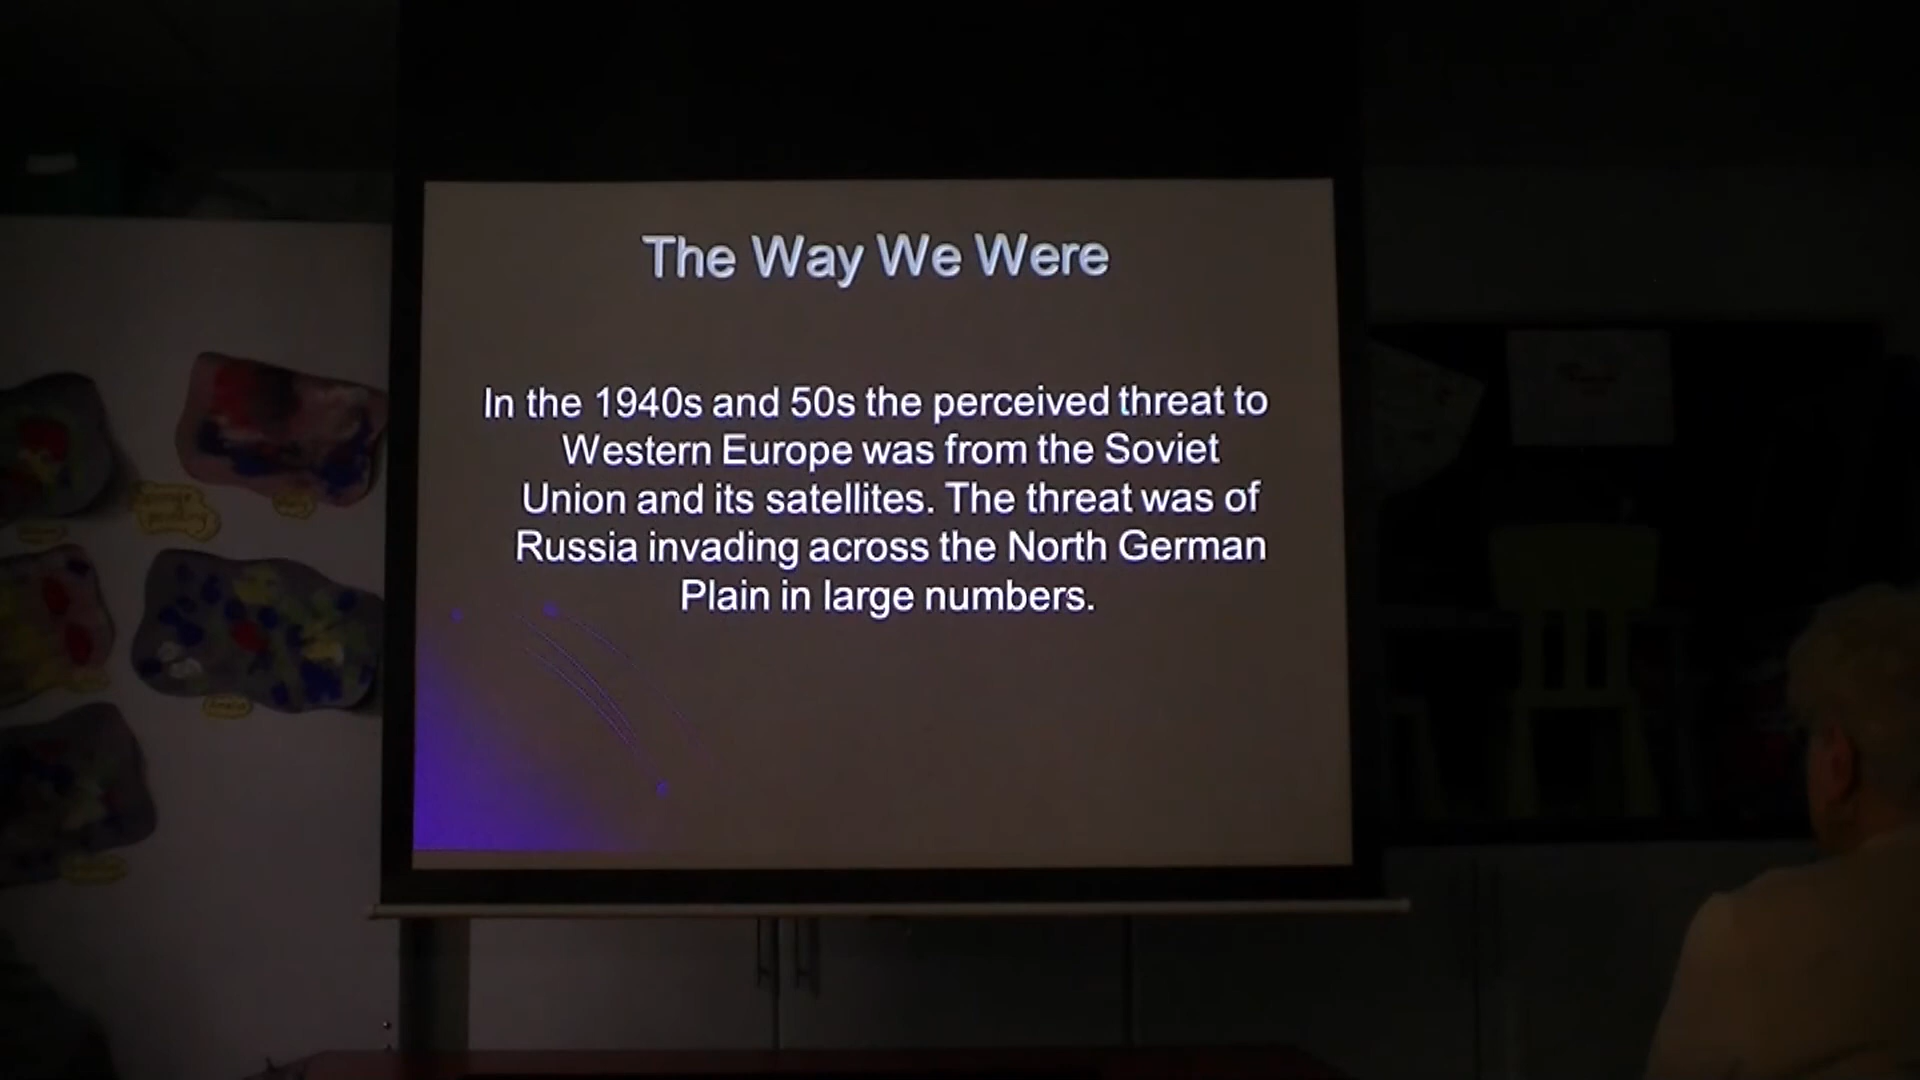 The Way We Were
In the 1940s and 50s the perceived threat to
Western Europe was from the Soviet
Union and its satellites. The threat was of
Russia invading across the North German
Plain in large numbers.